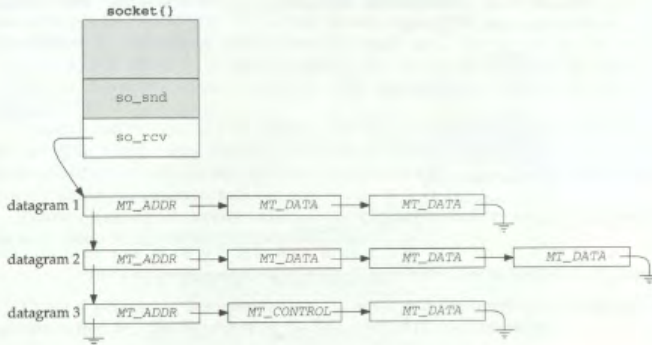 socket{}
so_snd
so_rcv
datagram 1 MT_ADDR MT_DATA MT_DATA
datagram 2 MT_ADDR MT_DATA MT_DATA MT_DATA
datagram 3 MT_ADDR MT_CONTROL MT_DATA